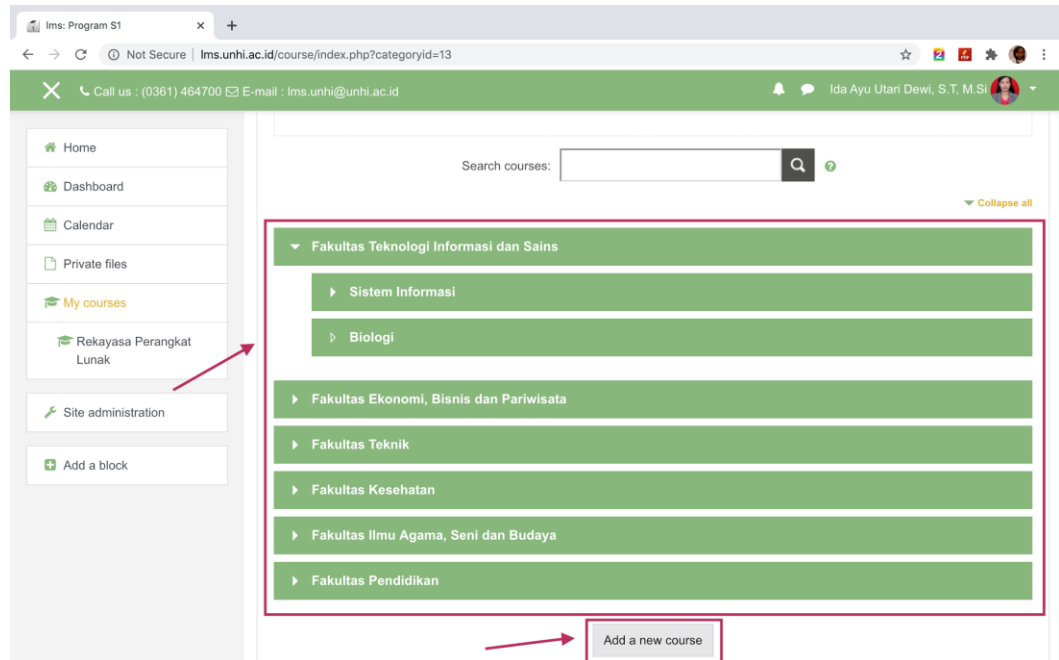 lms: Program S1
Not Secure | lms.unhi.ac.id/course/index.php?categoryid=13
Call us : (0361) 464700 E-mail : lms.unhi@unhi.ac.id
Ida Ayu Utari Dewi, S.T, M.Si
Home
Dashboard
Calendar
Private files
My courses
Rekayasa Perangkat
Lunak
Site administration
Add a block
Search courses:
Collapse all
Fakultas Teknologi Informasi dan Sains
Sistem Informasi
Biologi
Fakultas Ekonomi, Bisnis dan Pariwisata
Fakultas Teknik
Fakultas Kesehatan
Fakultas Ilmu Agama, Seni dan Budaya
Fakultas Pendidikan
Add a new course